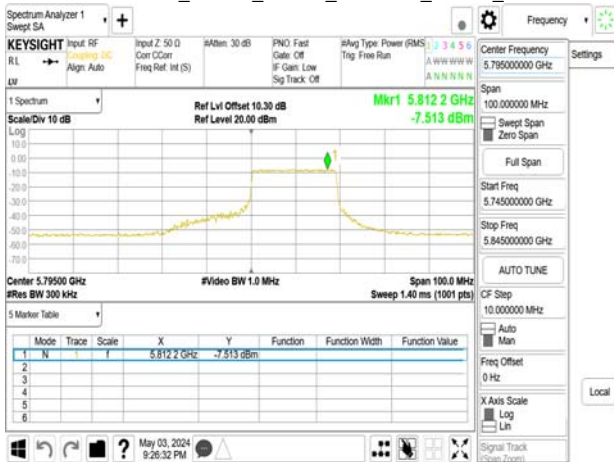 Spectrum Analyzer 1
Swept SA
+
Frequency
KEYSIGHT
RL
Input: RF
Coupling: DC
Align: Auto
Input Z: 50 Ω
Corr CCorr
Freq Ref: Int (S)
#Atten: 30 dB
PNO: Fast
Gate: Off
IF Gain: Low
Sig Track: Off
#Avg Type: Power (RMS
Trig: Free Run
1 2 3 4 5 6
A W W W W W
A N N N N N
1 Spectrum
Scale/Div 10 dB
Ref Lvl Offset 10.30 dB
Ref Level 20.00 dBm
Mkr1 5.812 2 GHz
-7.513 dBm
Log
10.0
0.00
-10.0
-20.0
-30.0
-40.0
-50.0
-60.0
-70.0
1
Center 5.79500 GHz
#Res BW 300 kHz
#Video BW 1.0 MHz
Span 100.0 MHz
Sweep 1.40 ms (1001 pts)
5 Marker Table
Mode Trace Scale X Y Function Function Width Function Value
1 N 1 f 5.812 2 GHz -7.513 dBm
2
3
4
5
6
May 03, 2024
9:26:32 PM
Center Frequency
5.795000000 GHz
Span
100.000000 MHz
Swept Span
Zero Span
Full Span
Start Freq
5.745000000 GHz
Stop Freq
5.845000000 GHz
AUTO TUNE
CF Step
10.000000 MHz
Auto
Man
Freq Offset
0 Hz
X Axis Scale
Log
Lin
Signal Track
(Span Zoom)
Settings
Local